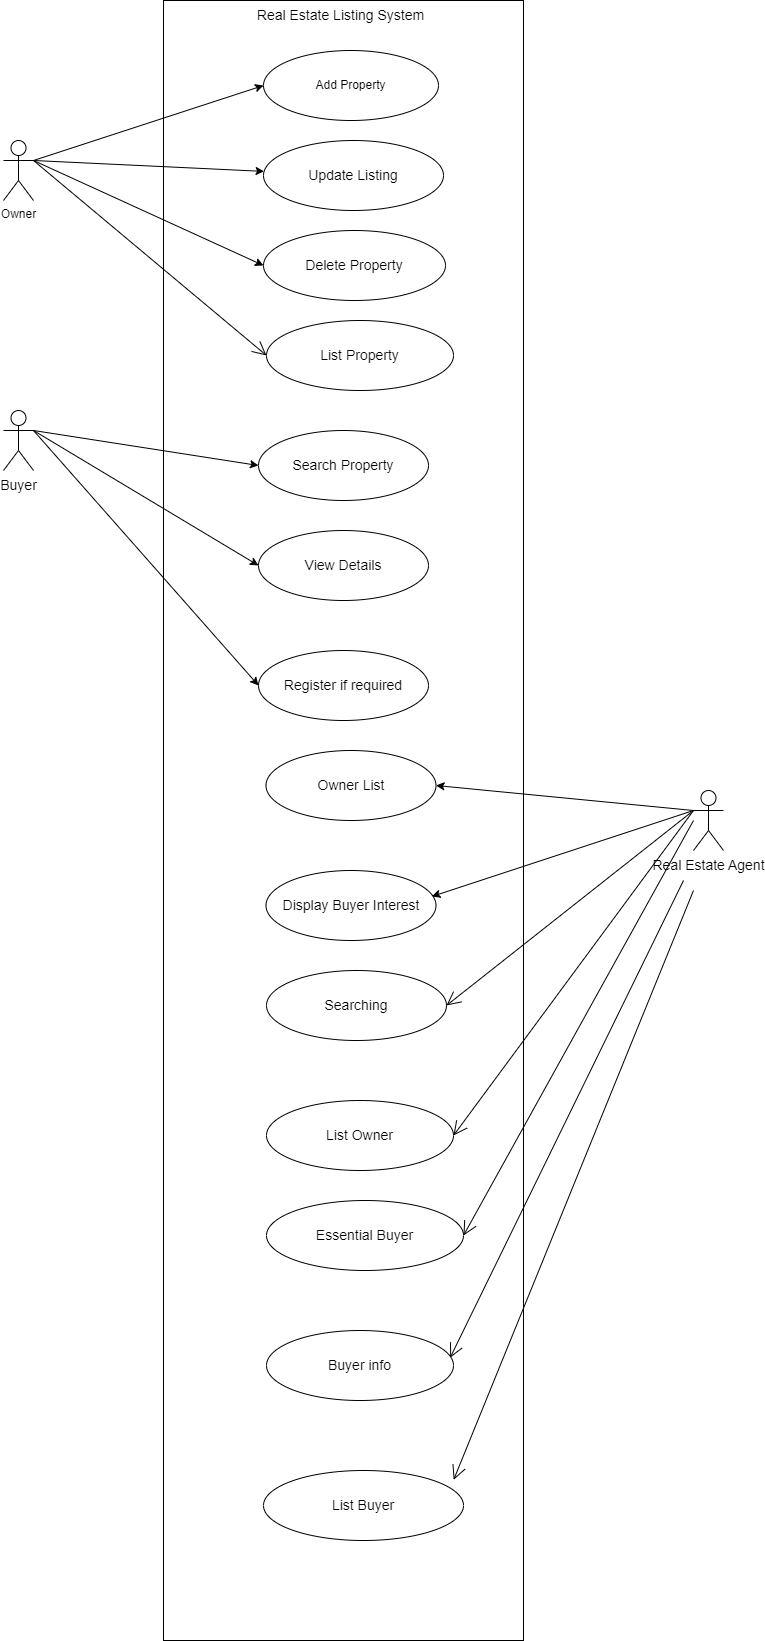 Real Estate Listing System
Add Property
Update Listing
Owner
Delete Property
List Property
Search Property
Buyer
View Details
Register if required
Owner List
Real Estate Agent
Display Buyer Interest
Searching
List Owner
Essential Buyer
Buyer info
List Buyer